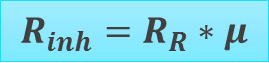 R_inh = R_R * μ